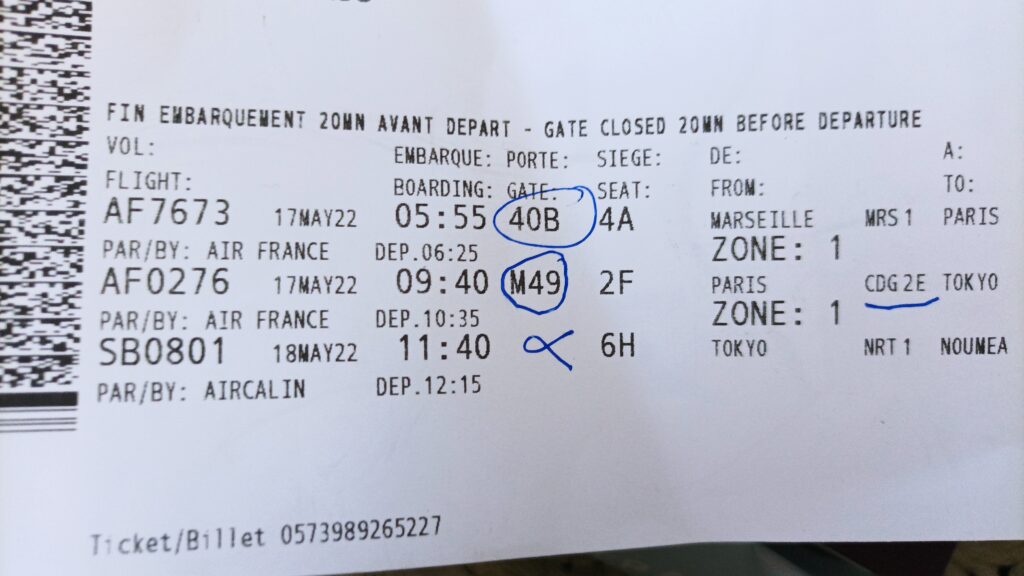 FIN EMBARQUEMENT 20MN AVANT DEPART - GATE CLOSED 20MN BEFORE DEPARTURE
VOL: EMBARQUE: PORTE: SIEGE: DE: A:
FLIGHT: BOARDING: GATE: SEAT: FROM: TO:
AF7673 17MAY22 05:55 40B 4A MARSEILLE MRS 1 PARIS
PAR/BY: AIR FRANCE DEP.06:25 ZONE: 1
AF0276 17MAY22 09:40 M49 2F PARIS CDG 2E TOKYO
PAR/BY: AIR FRANCE DEP.10:35 ZONE: 1
SB0801 18MAY22 11:40 6H TOKYO NRT 1 NOUMEA
PAR/BY: AIRCALIN DEP.12:15
Ticket/Billet 0573989265227